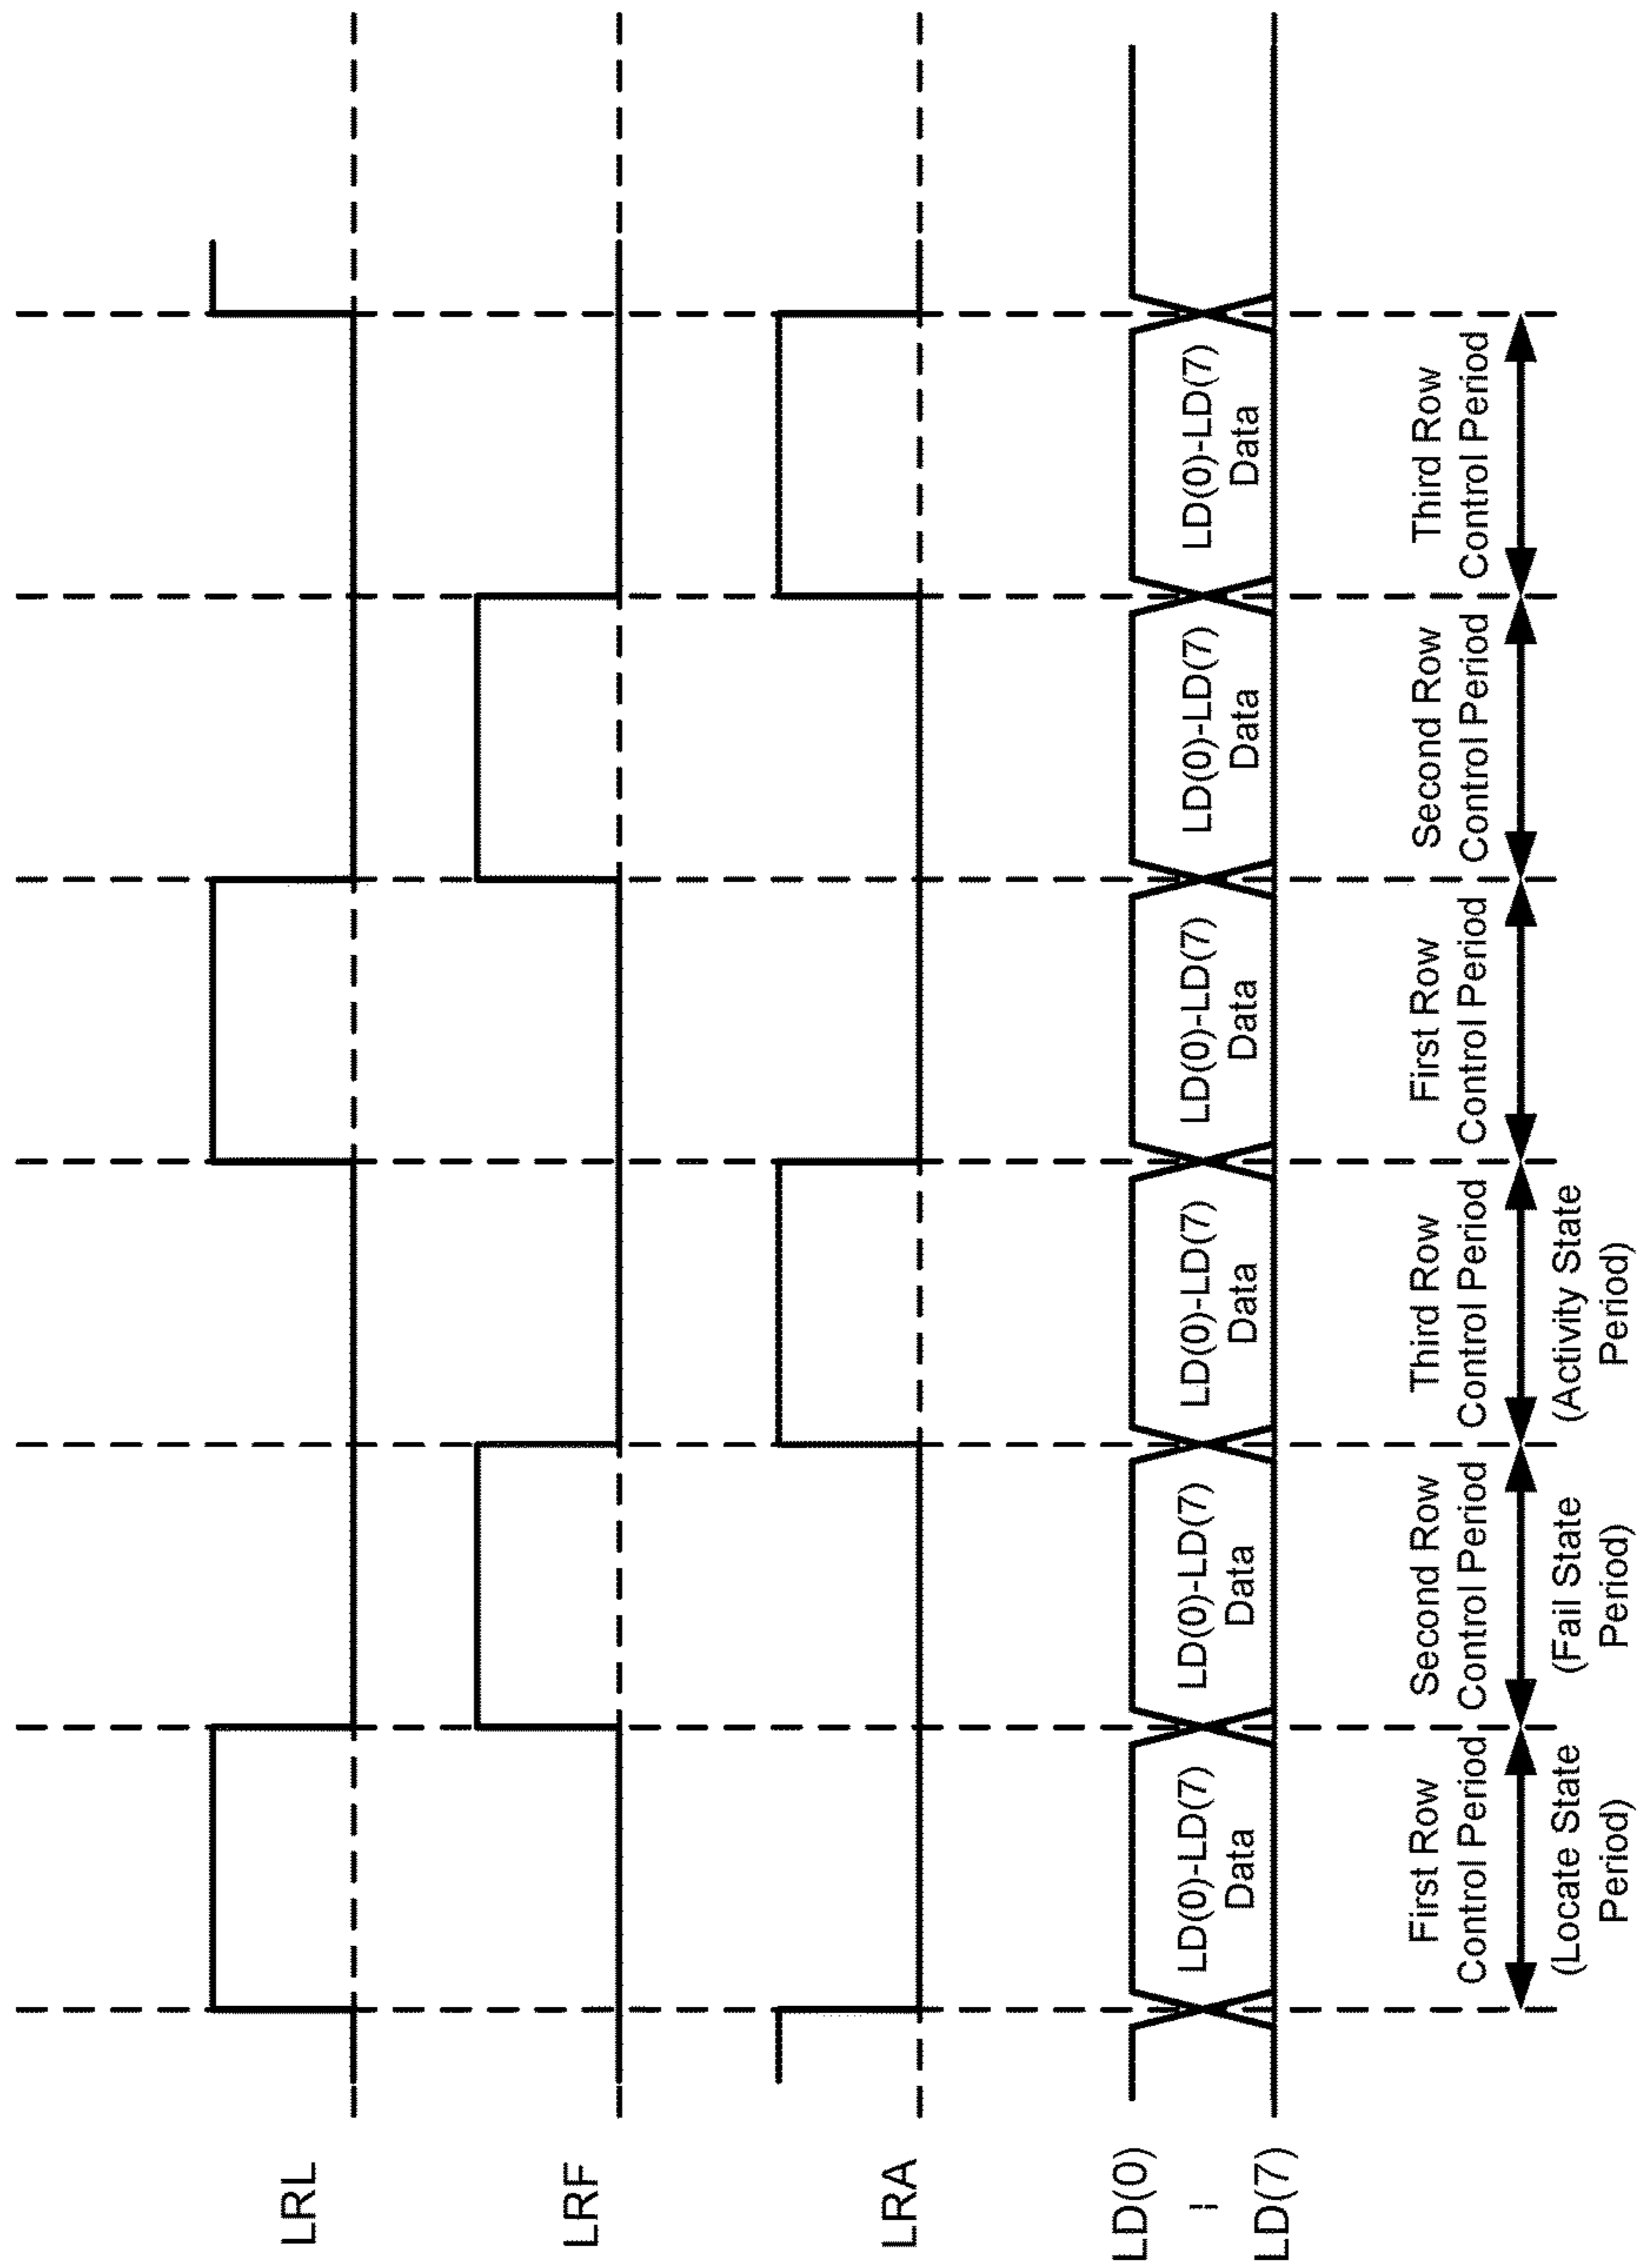 LRL
LRF
LRA
LD(0)
¦
LD(7)
LD(0)-LD(7)
Data
LD(0)-LD(7)
Data
LD(0)-LD(7)
Data
LD(0)-LD(7)
Data
LD(0)-LD(7)
Data
LD(0)-LD(7)
Data
First Row
Control Period
(Locate State
Period)
Second Row
Control Period
(Fail State
Period)
Third Row
Control Period
(Activity State
Period)
First Row
Control Period
Second Row
Control Period
Third Row
Control Period